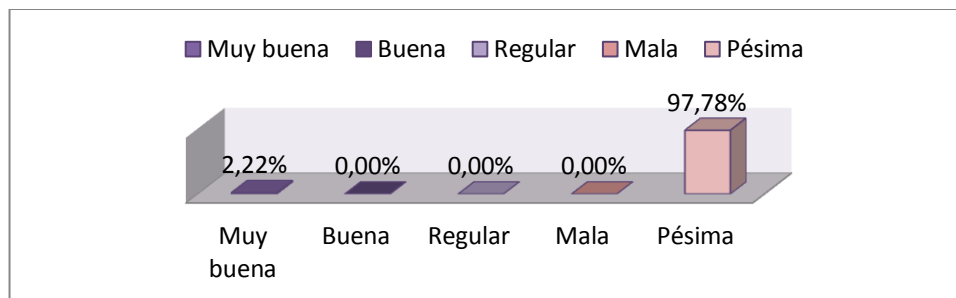 Muy buena Buena Regular Mala Pésima
97,78%
2,22% 0,00% 0,00% 0,00%
Muy buena Buena Regular Mala Pésima